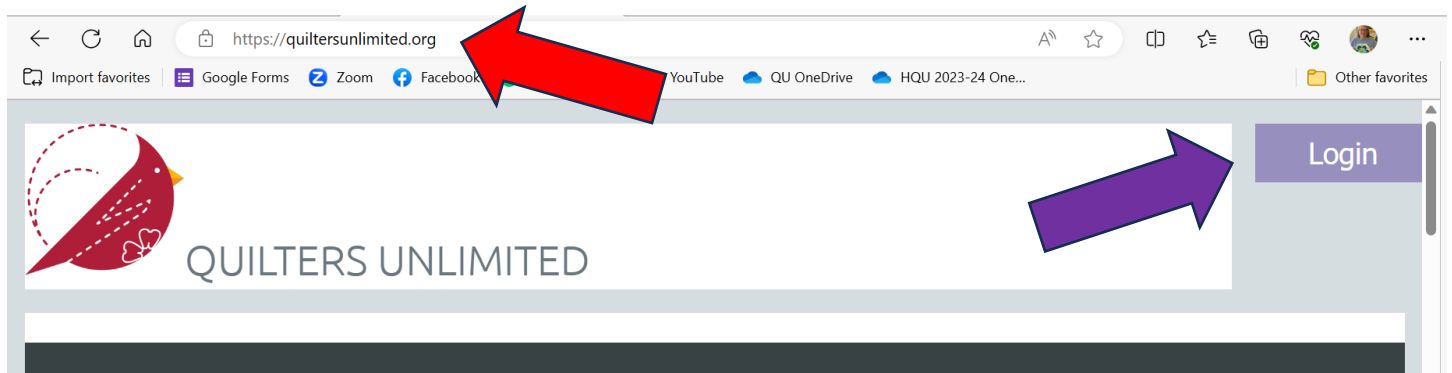 https://quiltersunlimited.org
Import favorites Google Forms Zoom Facebook YouTube QU OneDrive HQU 2023-24 One... Other favorites
Login
QUILTERS UNLIMITED